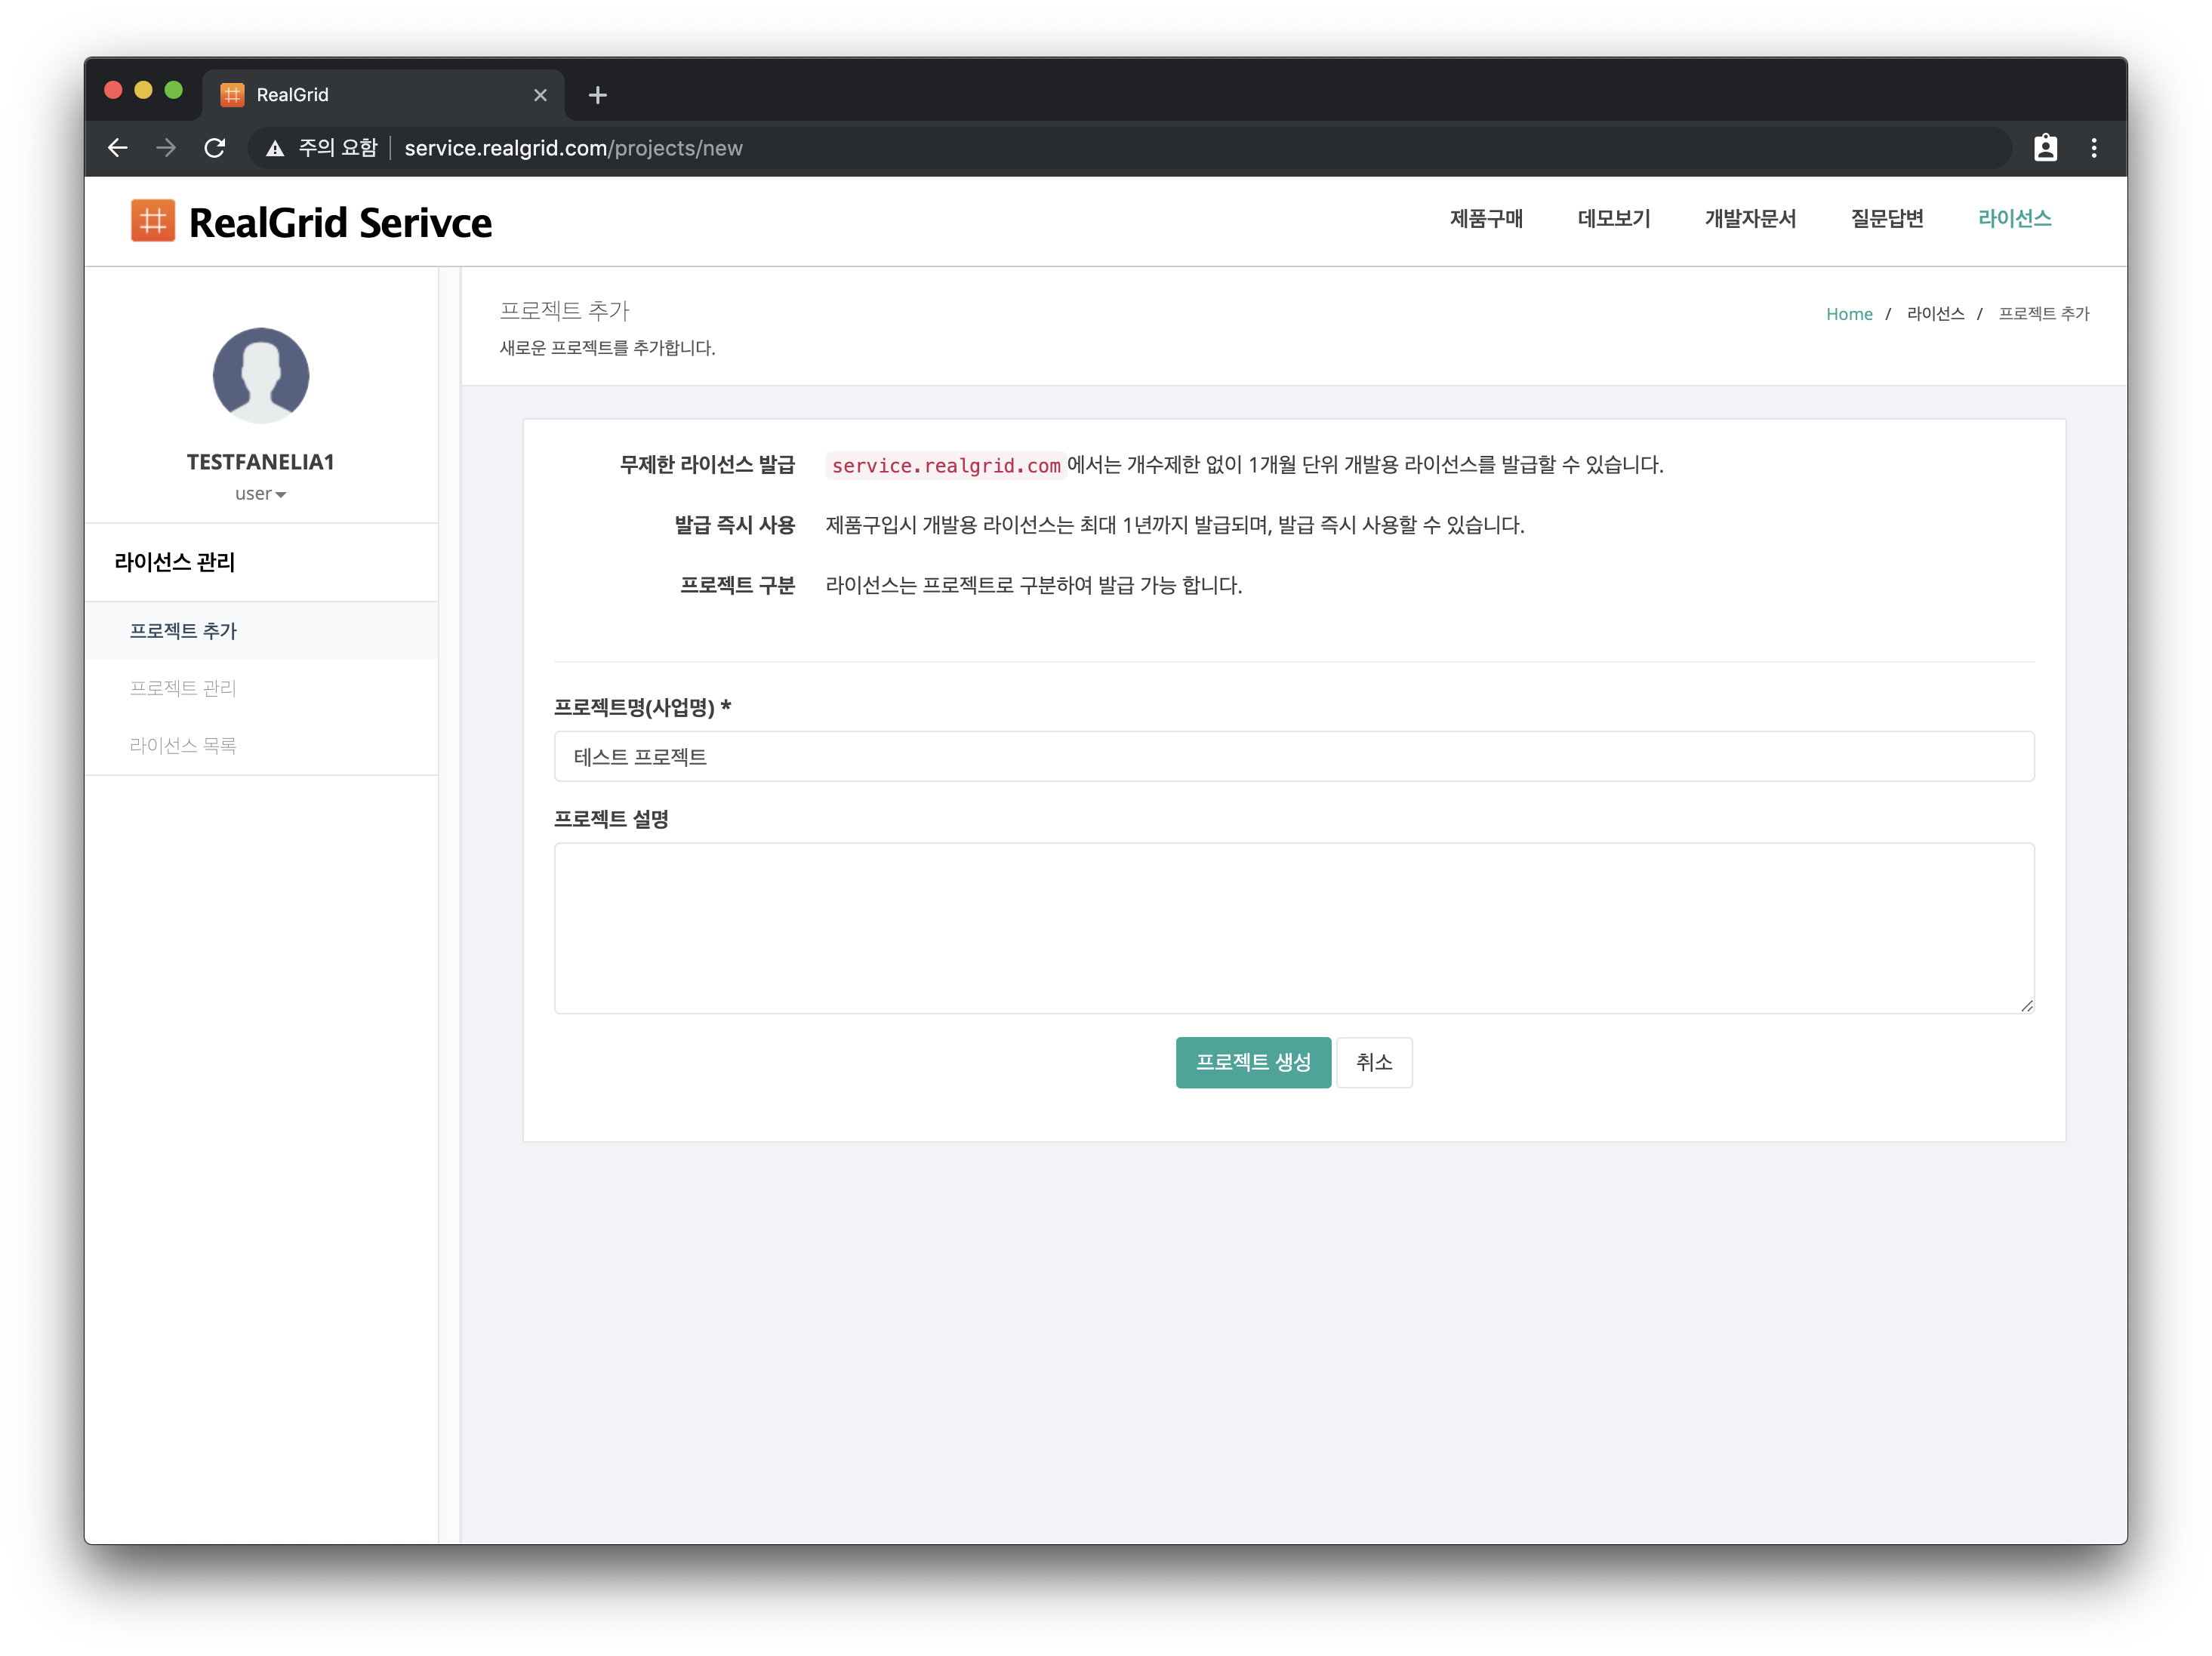 RealGrid
주의 요함 service.realgrid.com/projects/new
RealGrid Serivce
제품구매 데모보기 개발자문서 질문답변 라이선스
TESTFANELIA1
user
라이선스 관리
프로젝트 추가
프로젝트 관리
라이선스 목록
프로젝트 추가
새로운 프로젝트를 추가합니다.
Home / 라이선스 / 프로젝트 추가
무제한 라이선스 발급 service.realgrid.com에서는 개수제한 없이 1개월 단위 개발용 라이선스를 발급할 수 있습니다.
발급 즉시 사용 제품구입시 개발용 라이선스는 최대 1년까지 발급되며, 발급 즉시 사용할 수 있습니다.
프로젝트 구분 라이선스는 프로젝트로 구분하여 발급 가능 합니다.
프로젝트명(사업명) *
테스트 프로젝트
프로젝트 설명
프로젝트 생성 취소